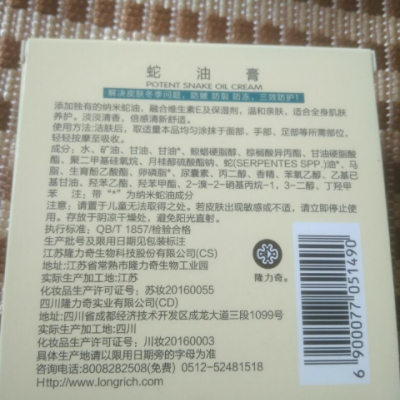 蛇油膏
POTENT SNAKE OIL CREAM
解决皮肤冬季问题，防皴 防裂 防冻，三效防护！
添加独有的纳米蛇油，融合维生素E及保湿剂，温和亲肤，适合全身肌肤
养护。淡淡清香，倍感清新舒适。
使用方法:洁肤后，取适量本品均匀涂抹于面部、手部、足部等所需部位，
轻轻按摩至吸收。
成分：水、矿油、甘油、甘油*、鲸蜡硬脂醇、棕榈酸异丙酯、甘油硬脂酸
酯、聚二甲基硅氧烷、月桂醇硫酸酯钠、蛇(SERPENTES SPP.)油*、马
脂、生育酚乙酸酯、卵磷脂*、尿囊素、丙二醇、香精、苯氧乙醇、乙基已
基甘油、羟苯乙酯、羟苯甲酯、2-溴-2-硝基丙烷-1，3-二醇、丁羟甲
苯 注：带“*”为纳米蛇油成分
注意：请置于儿童无法拿取之处。若皮肤出现敏感或不适，请立即停用。
存放于阴凉干燥处，避免阳光直射。
执行标准：QB/T 1857/检验合格
生产批号及限用日期见包装标注
江苏隆力奇生物科技股份有限公司(CS)
地址：江苏省常熟市隆力奇生物工业园
实际生产加工地：江苏
化妆品生产许可证号：苏妆20160055
四川隆力奇实业有限公司(CD)
地址：四川省成都经济技术开发区成龙大道三段1099号
实际生产加工地：四川
化妆品生产许可证号：川妆20160003
具体生产地请以限用日期旁的字母为准
咨询电话：8008282508(免费) 0512-52481518
Http://www.longrich.com
隆力奇®
6 900077 051490